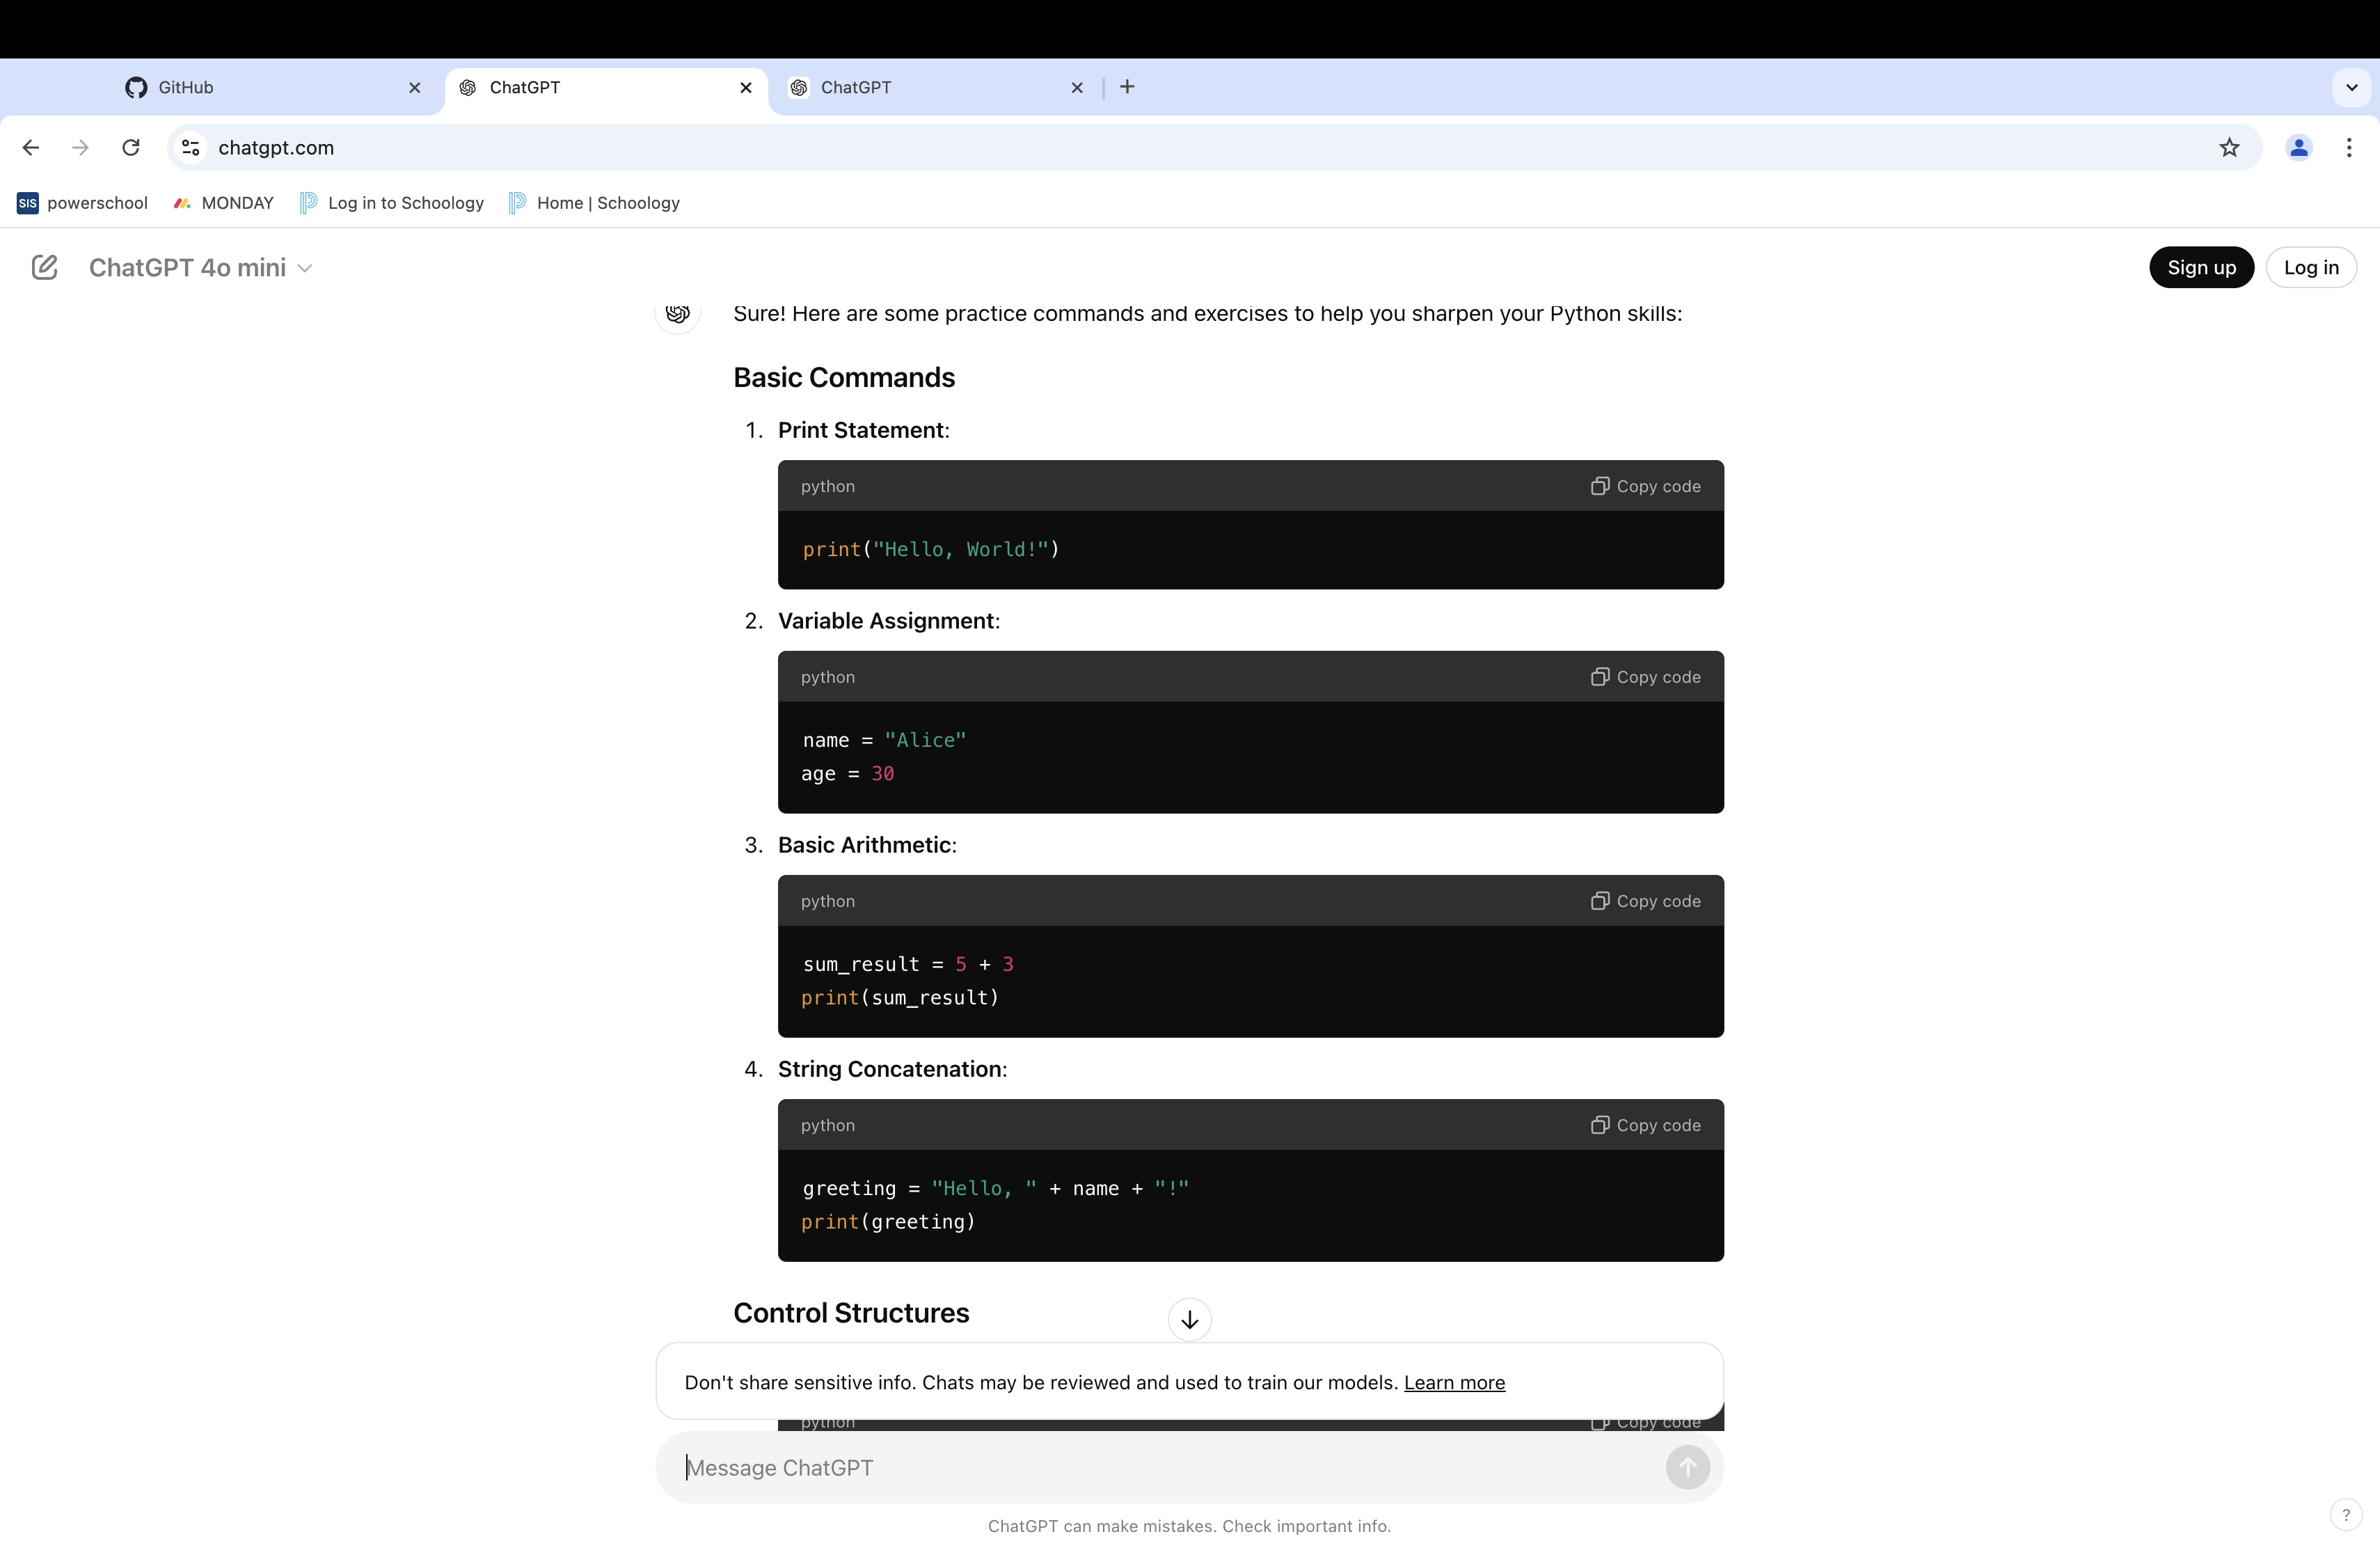 GitHub
ChatGPT
ChatGPT
chatgpt.com
SIS powerschool MONDAY Log in to Schoology Home | Schoology
ChatGPT 4o mini
Sign up
Log in
Sure! Here are some practice commands and exercises to help you sharpen your Python skills:
Basic Commands
1. Print Statement:
python
Copy code
print("Hello, World!")
2. Variable Assignment:
python
Copy code
name = "Alice"
age = 30
3. Basic Arithmetic:
python
Copy code
sum_result = 5 + 3
print(sum_result)
4. String Concatenation:
python
Copy code
greeting = "Hello, " + name + "!"
print(greeting)
Control Structures
Don't share sensitive info. Chats may be reviewed and used to train our models. Learn more
python
Copy code
Message ChatGPT
ChatGPT can make mistakes. Check important info.
?